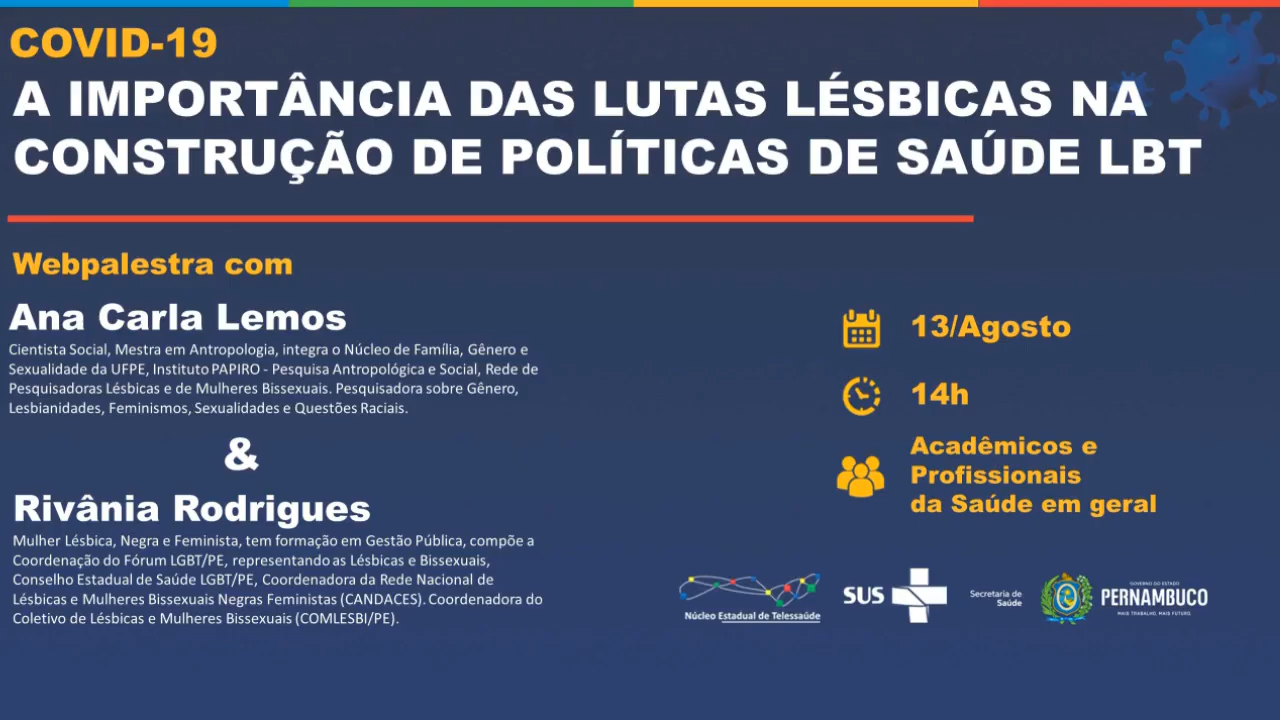 COVID-19
A IMPORTÂNCIA DAS LUTAS LÉSBICAS NA
CONSTRUÇÃO DE POLÍTICAS DE SAÚDE LBT
Webpalestra com
Ana Carla Lemos
Cientista Social, Mestra em Antropologia, integra o Núcleo de Família, Gênero e
Sexualidade da UFPE, Instituto PAPIRO - Pesquisa Antropológica e Social, Rede de
Pesquisadoras Lésbicas e de Mulheres Bissexuais. Pesquisadora sobre Gênero,
Lesbianidades, Feminismos, Sexualidades e Questões Raciais.
&
Rivânia Rodrigues
Mulher Lésbica, Negra e Feminista, tem formação em Gestão Pública, compõe a
Coordenação do Fórum LGBT/PE, representando as Lésbicas e Bissexuais,
Conselho Estadual de Saúde LGBT/PE, Coordenadora da Rede Nacional de
Lésbicas e Mulheres Bissexuais Negras Feministas (CANDACES). Coordenadora do
Coletivo de Lésbicas e Mulheres Bissexuais (COMLESBI/PE).
13/Agosto
14h
Acadêmicos e
Profissionais
da Saúde em geral
Núcleo Estadual de Telessaúde
SUS
Secretaria de
Saúde
GOVERNO DO ESTADO
PERNAMBUCO
MAIS TRABALHO, MAIS FUTURO.